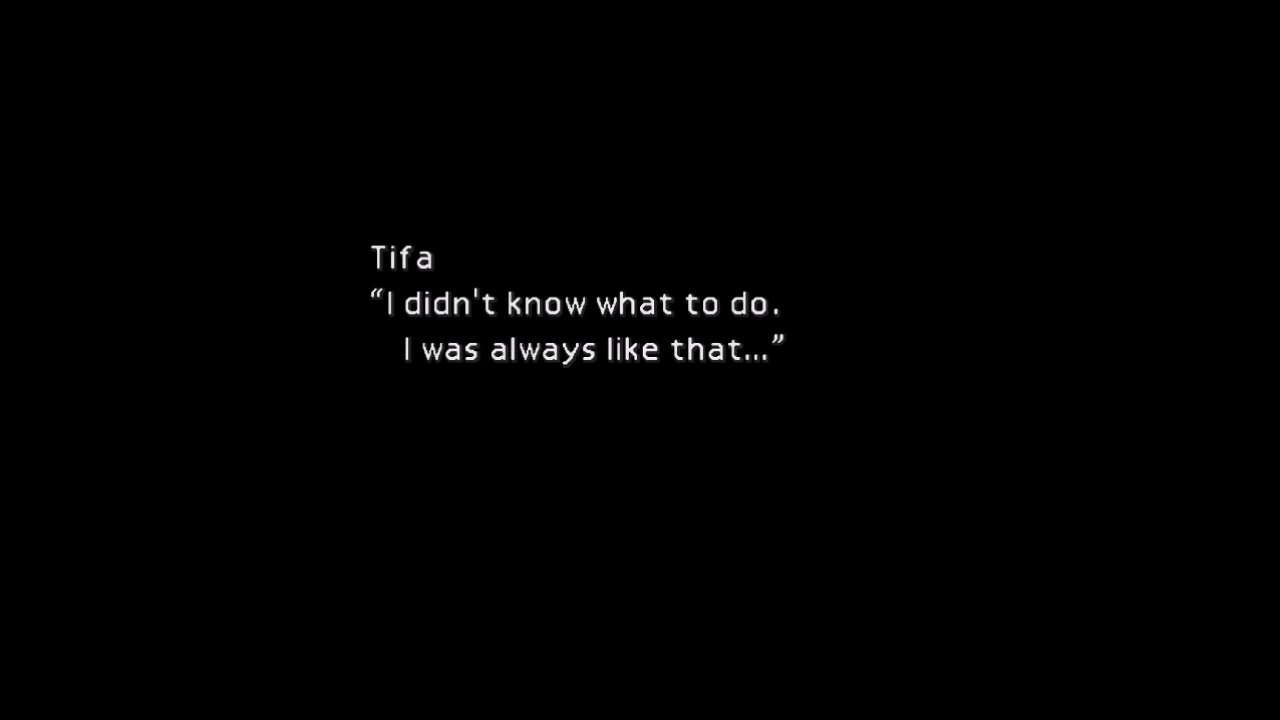 Tifa
“I didn't know what to do.
I was always like that...”